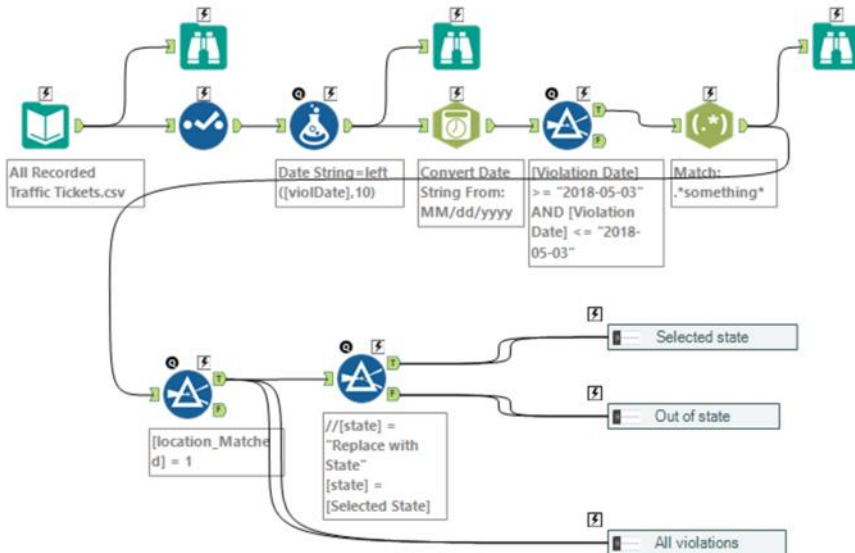 All Recorded
Traffic Tickets.csv
Date String=left
([violDate],10)
Convert Date
String From:
MM/dd/yyyy
Q
T
F
[Violation Date]
>= "2018-05-03"
AND [Violation
Date] <= "2018-
05-03"
(.*)
Match:
.*something*
Q
T
F
[location_Matche
d] = 1
Q
T
F
//[state] =
"Replace with
State"
[state] =
[Selected State]
Selected state
Out of state
All violations